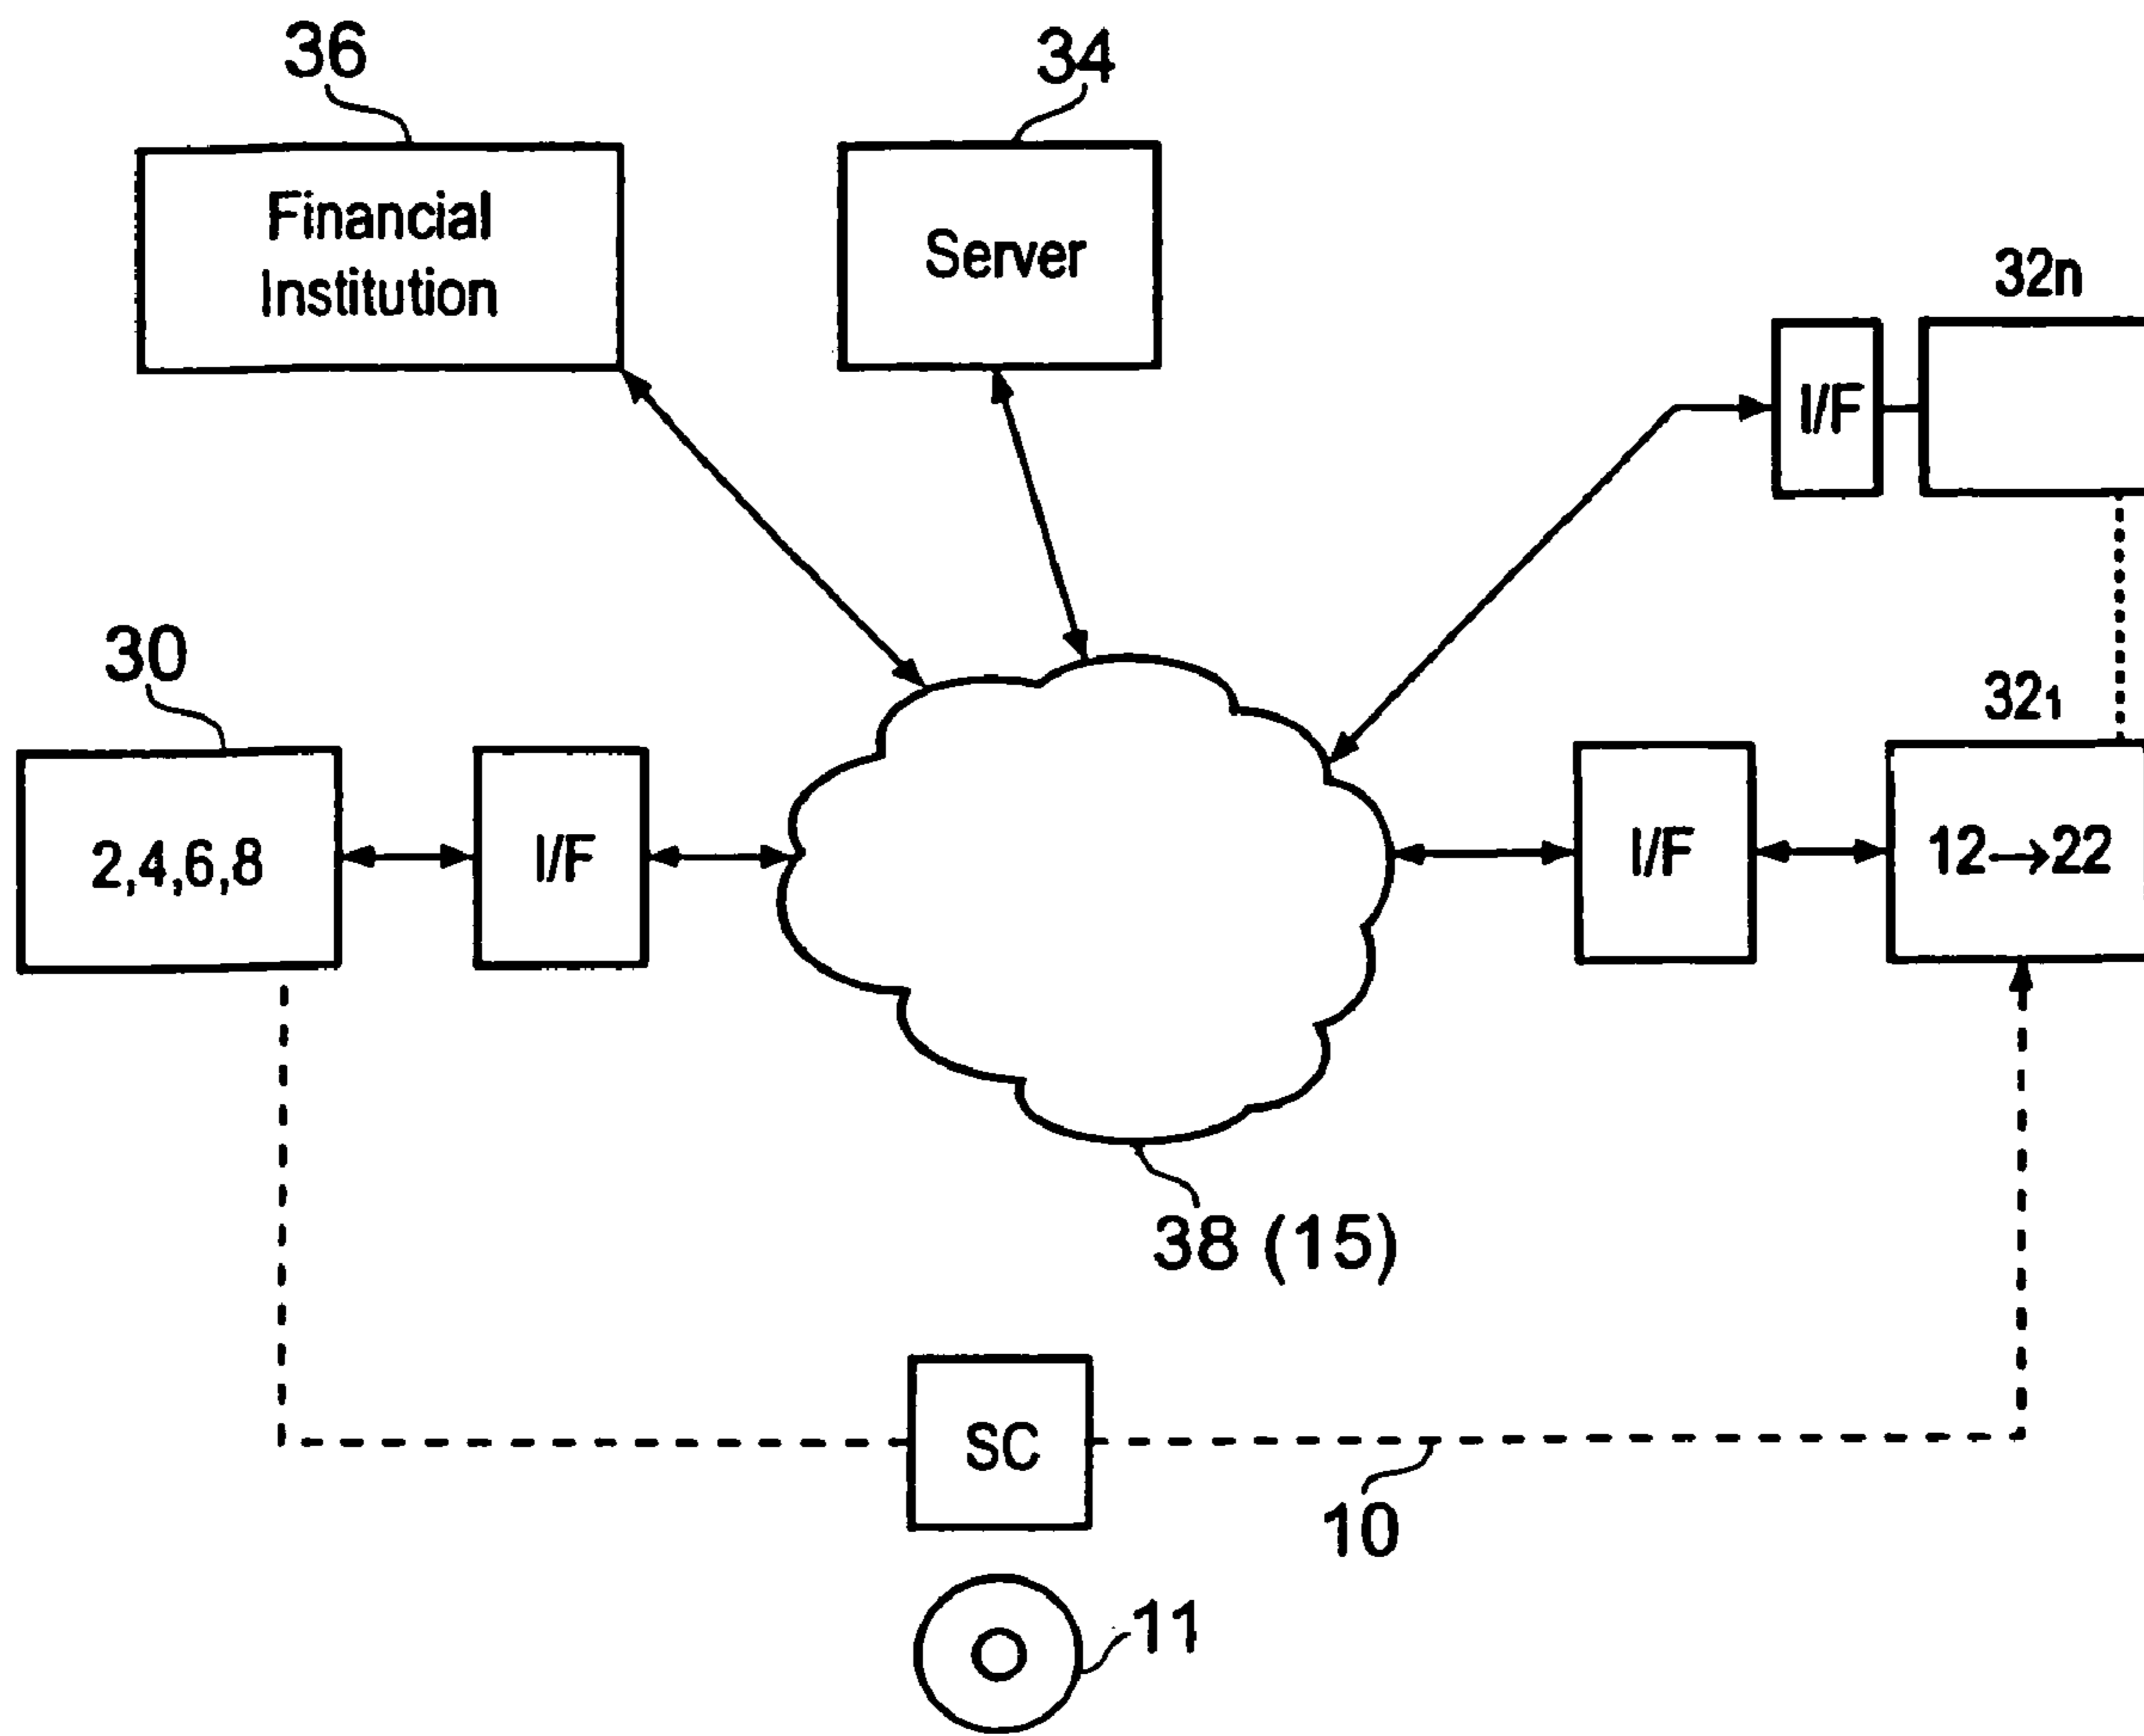 36
34
Financial
Institution
Server
32n
I/F
30
32₁
2,4,6,8
I/F
I/F
12→22
38 (15)
SC
10
11